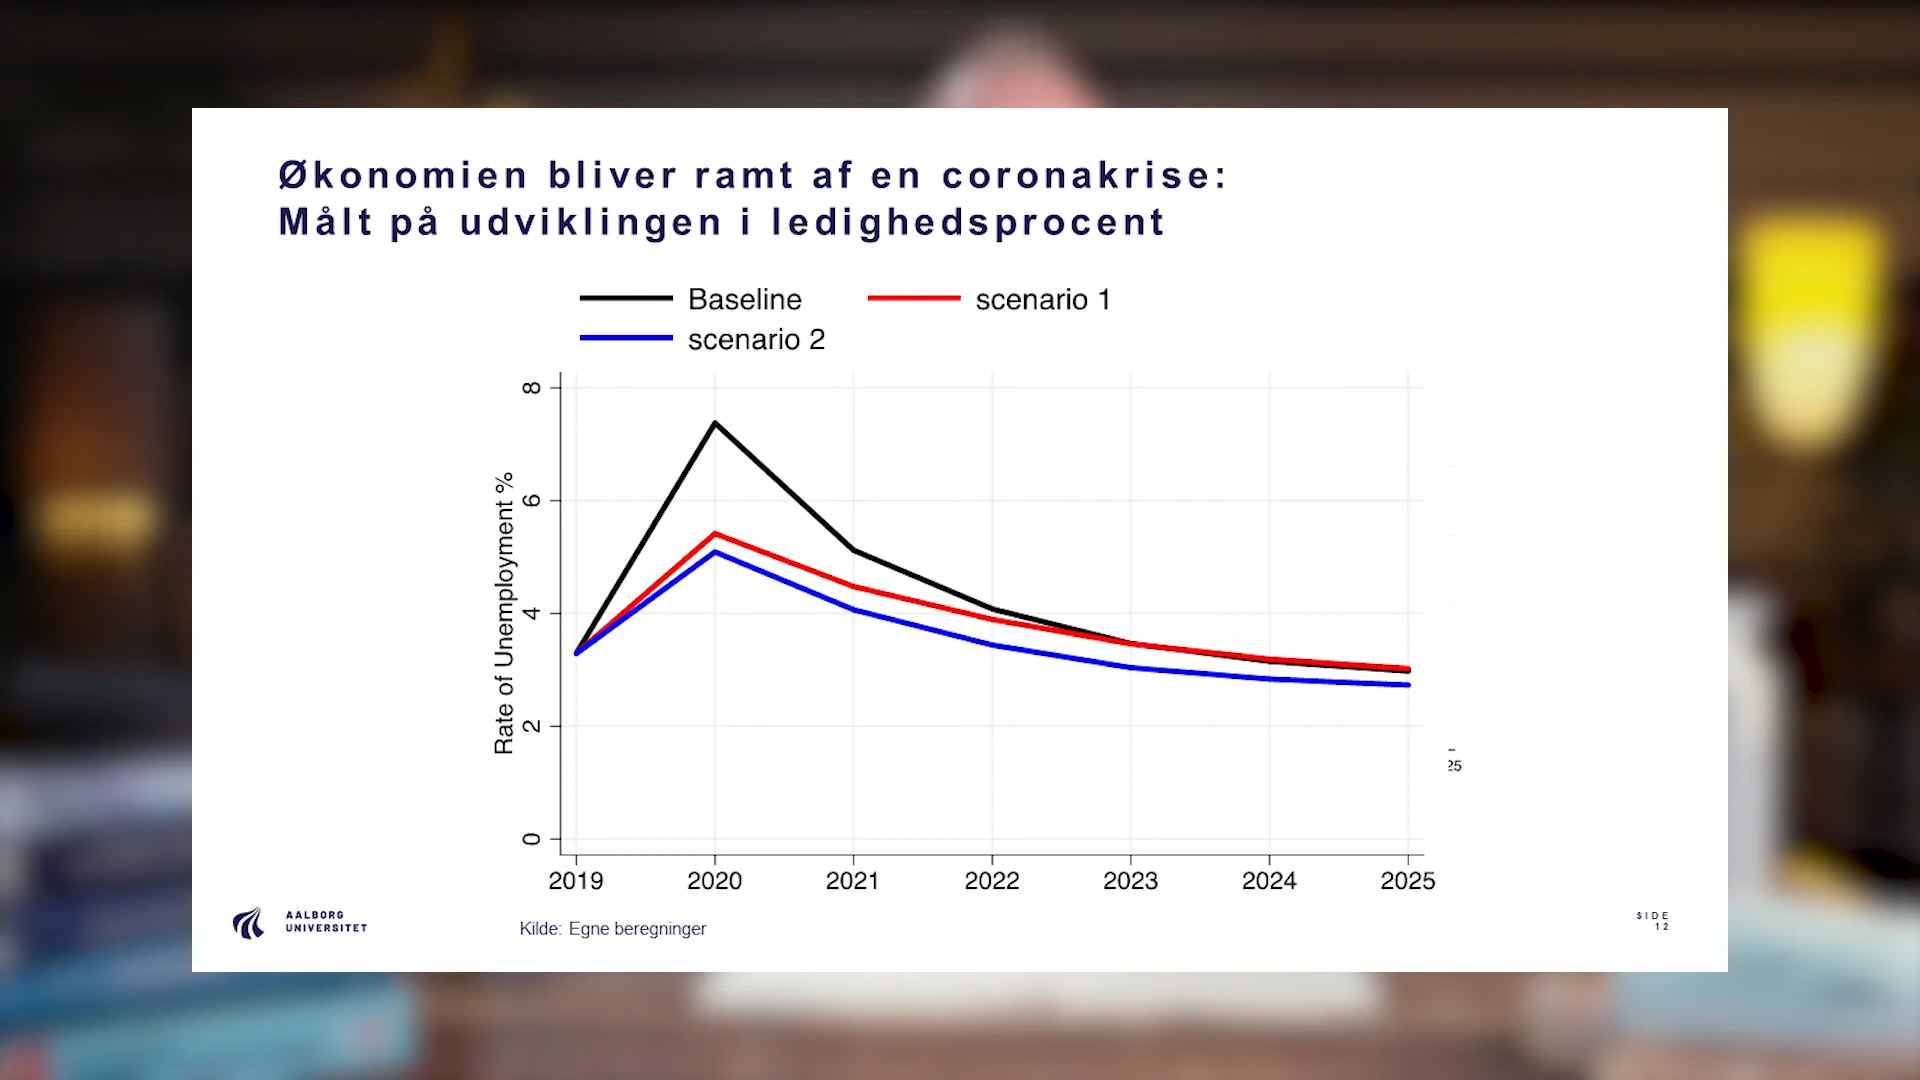 Økonomien bliver ramt af en coronakrise:
Målt på udviklingen i ledighedsprocent
Baseline
scenario 1
scenario 2
Rate of Unemployment %
8
6
4
2
0
2019 2020 2021 2022 2023 2024 2025
25
AALBORG
UNIVERSITET
Kilde: Egne beregninger
SIDE
12